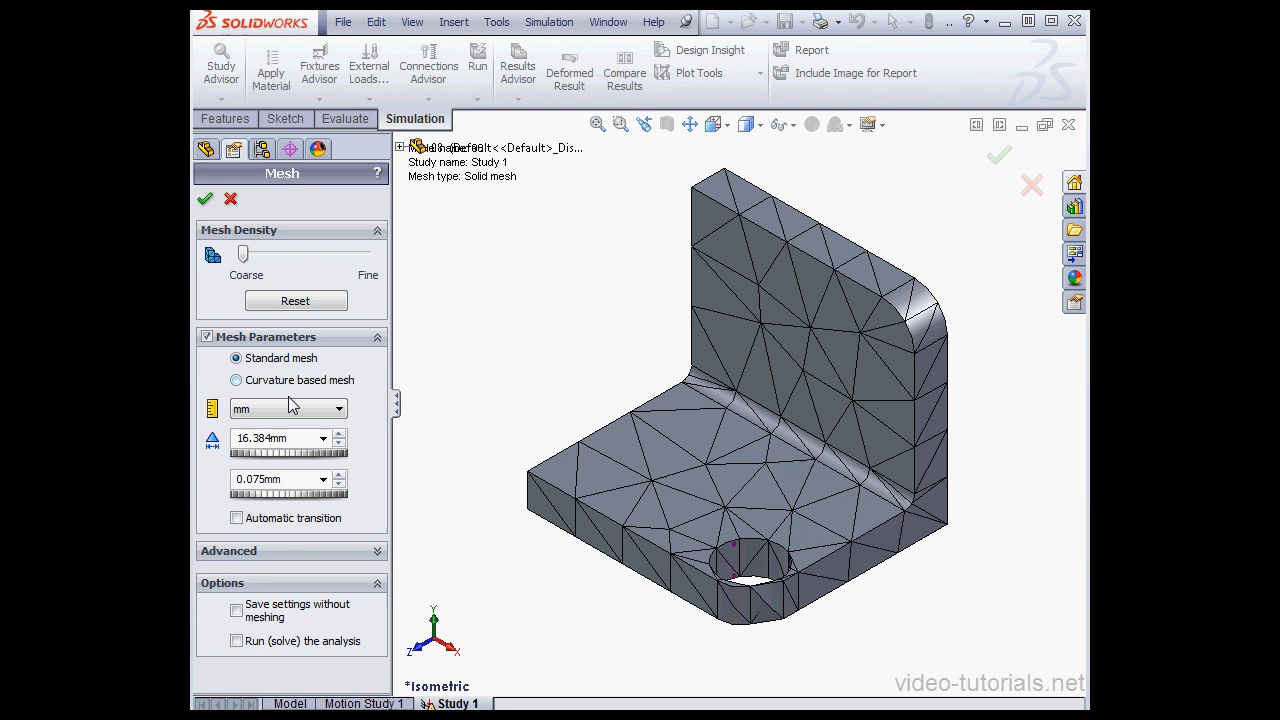 SOLIDWORKS File Edit View Insert Tools Simulation Window Help
Study Advisor
Apply Material
Fixtures Advisor
External Loads...
Connections Advisor
Run
Results Advisor
Deformed Result
Compare Results
Design Insight
Plot Tools
Report
Include Image for Report
Features Sketch Evaluate Simulation
Mesh ?
Mesh Density
Coarse Fine
Reset
Mesh Parameters
Standard mesh
Curvature based mesh
mm
16.384mm
0.075mm
Automatic transition
Advanced
Options
Save settings without
meshing
Run (solve) the analysis
(Default<<Default>_Dis...
Study name: Study 1
Mesh type: Solid mesh
Y
Z X
*Isometric
video-tutorials.net
Model Motion Study 1 Study 1